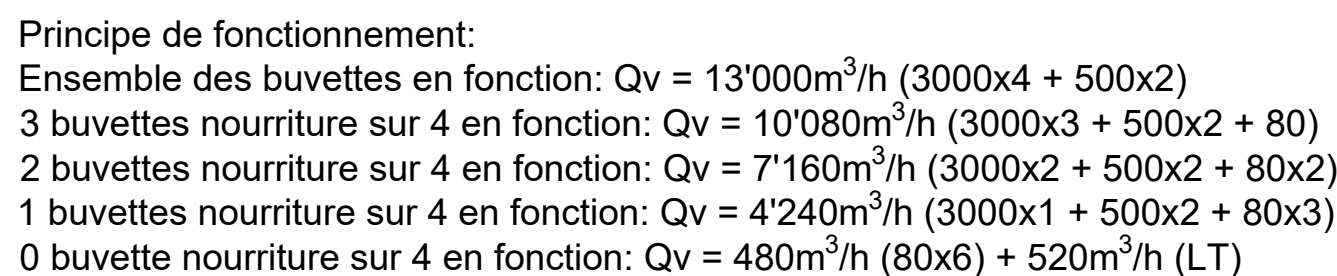 Principe de fonctionnement:
Ensemble des buvettes en fonction: Qv = 13'000m³/h (3000x4 + 500x2)
3 buvettes nourriture sur 4 en fonction: Qv = 10'080m³/h (3000x3 + 500x2 + 80)
2 buvettes nourriture sur 4 en fonction: Qv = 7'160m³/h (3000x2 + 500x2 + 80x2)
1 buvettes nourriture sur 4 en fonction: Qv = 4'240m³/h (3000x1 + 500x2 + 80x3)
0 buvette nourriture sur 4 en fonction: Qv = 480m³/h (80x6) + 520m³/h (LT)